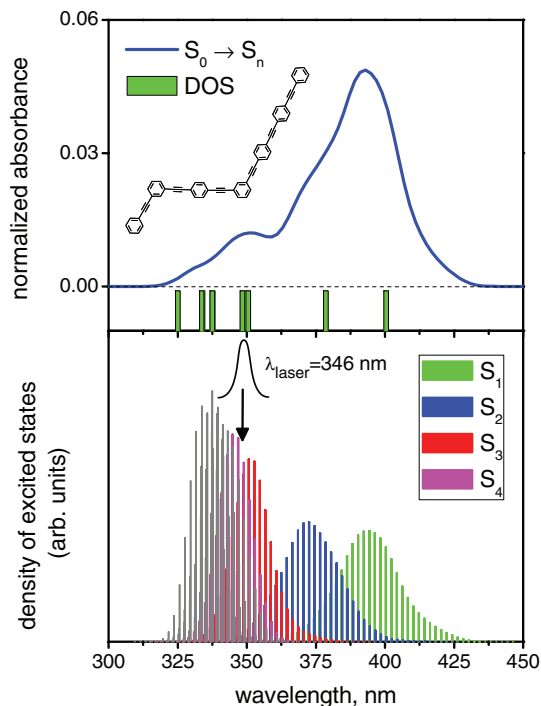 0.06
S₀ → Sₙ
DOS
0.03
0.00
normalized absorbance
λlaser=346 nm
S₁
S₂
S₃
S₄
density of excited states
(arb. units)
300 325 350 375 400 425 450
wavelength, nm